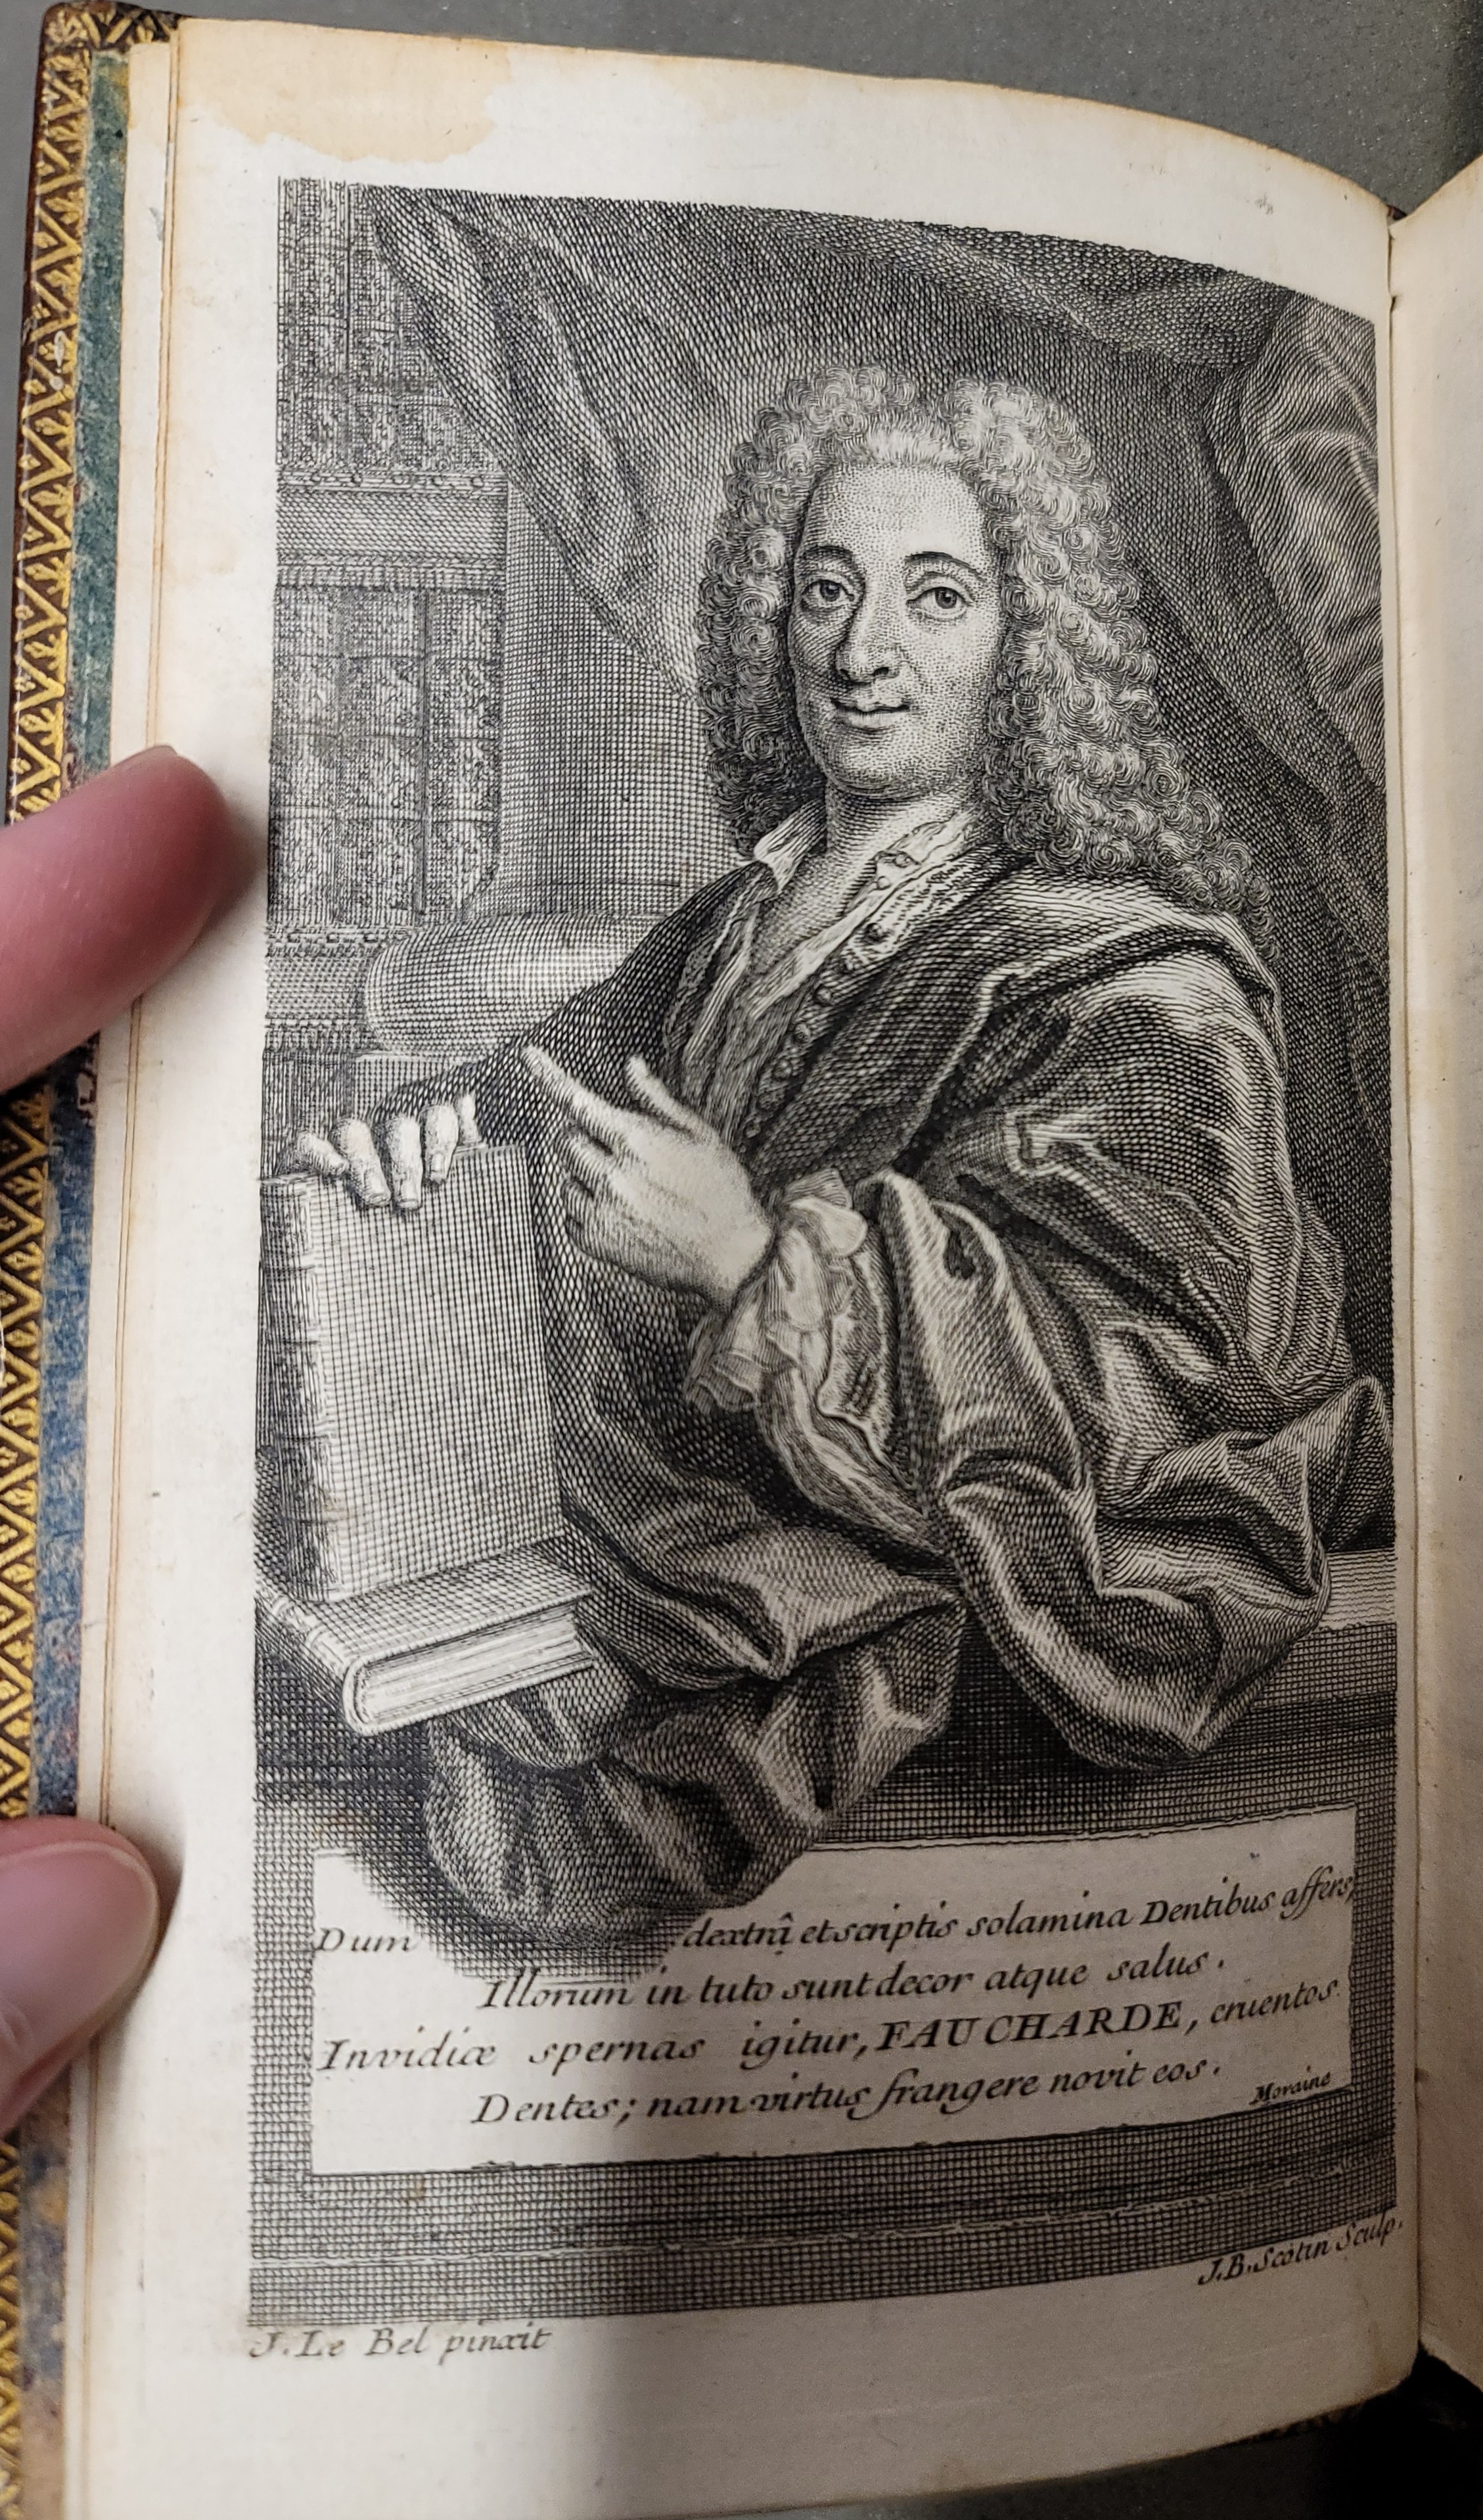 Dum dextrâ et scriptis solamina Dentibus affers,
Illorum in tuto sunt decor atque salus.
Invidiæ spernas igitur, FAUCHARDE, cruentos
Dentes; nam virtus frangere novit eos.
Moraine
J. Le Bel pinxit
J.B. Scotin Sculp.